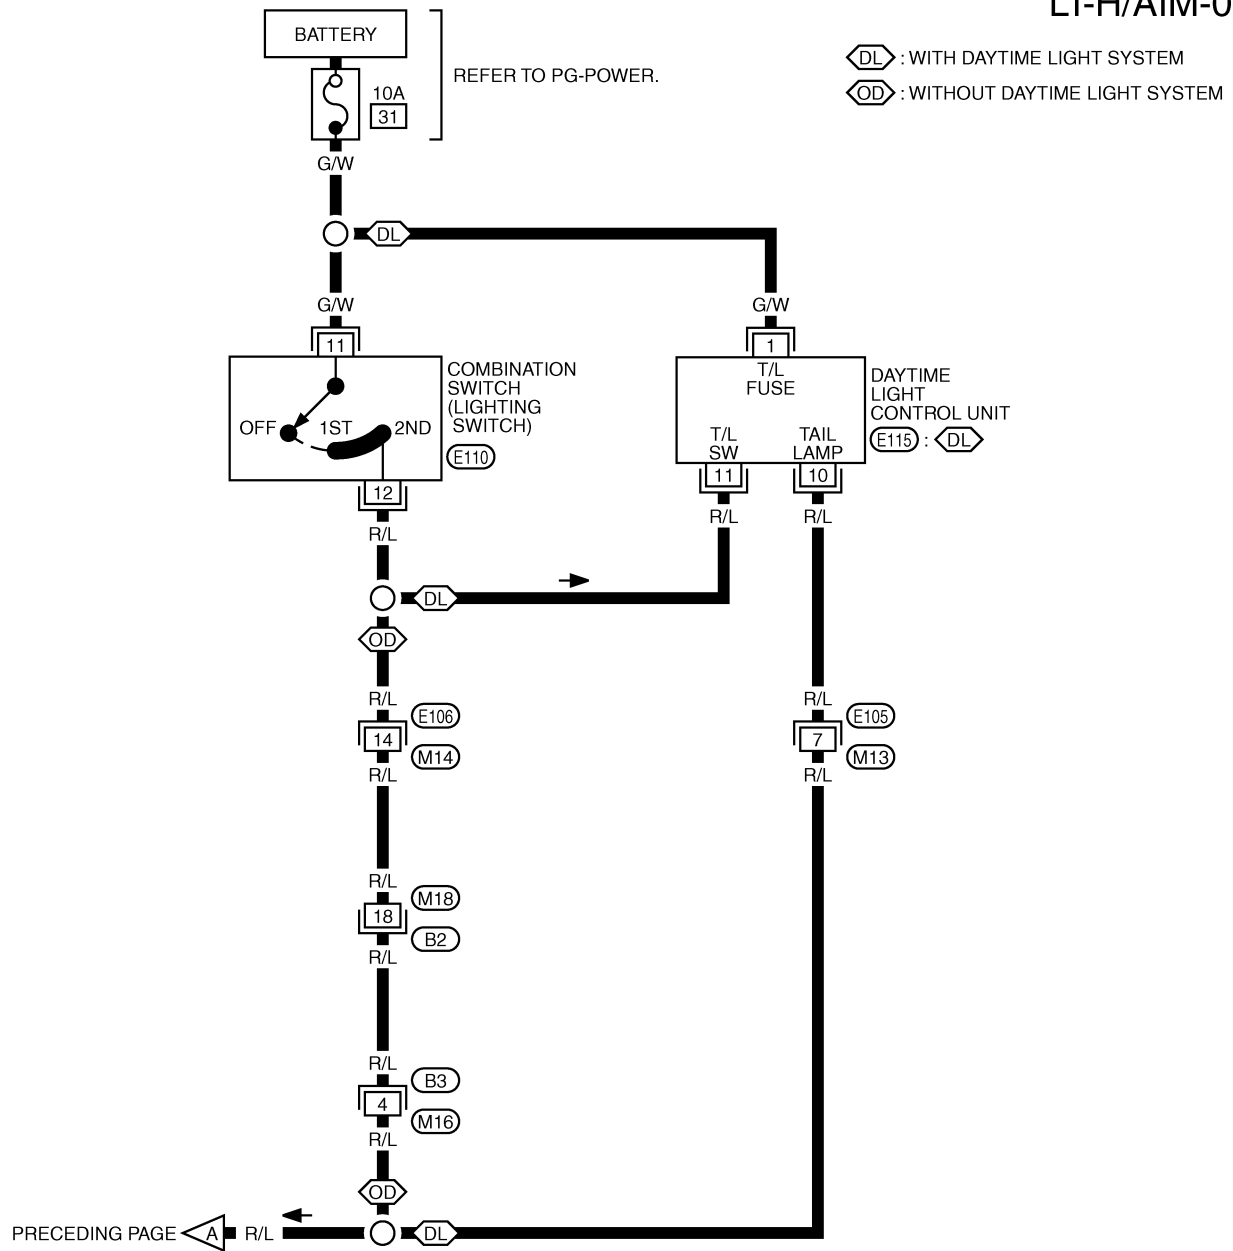 LT-H/AIM-0
BATTERY
REFER TO PG-POWER.
10A
31
DL : WITH DAYTIME LIGHT SYSTEM
OD : WITHOUT DAYTIME LIGHT SYSTEM
G/W
DL
G/W
G/W
11
1
COMBINATION
SWITCH
(LIGHTING
SWITCH)
E110
OFF
1ST
2ND
12
T/L
FUSE
T/L
SW
TAIL
LAMP
DAYTIME
LIGHT
CONTROL UNIT
E115 : DL
11
10
R/L
R/L
R/L
DL
OD
R/L
E106
14
M14
R/L
R/L
E105
7
M13
R/L
R/L
M18
18
B2
R/L
R/L
B3
4
M16
R/L
OD
PRECEDING PAGE
A
R/L
DL